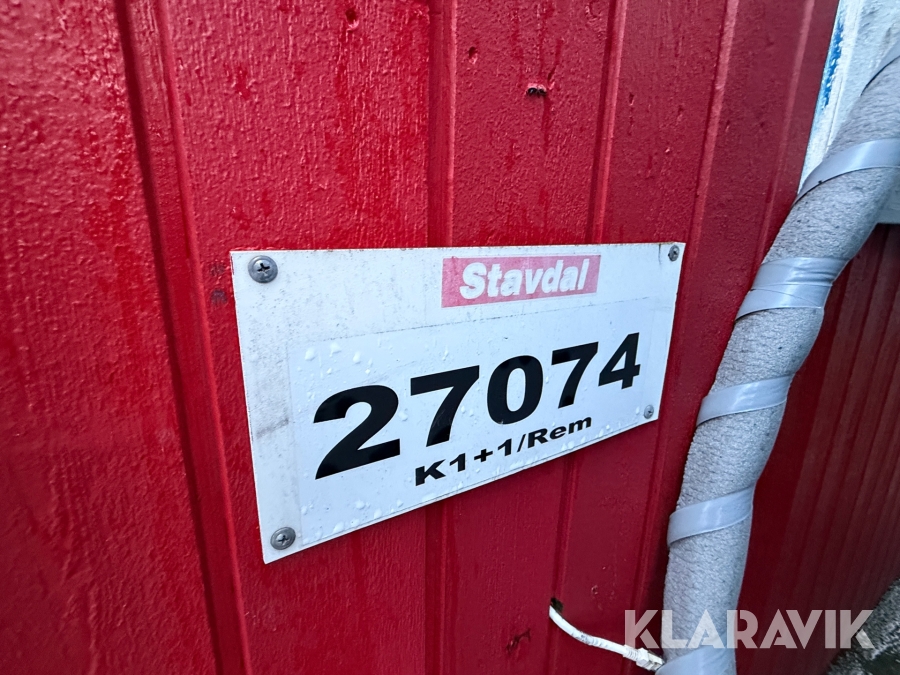 Stavdal
27074
K1+1/Rem
KLARAVIK